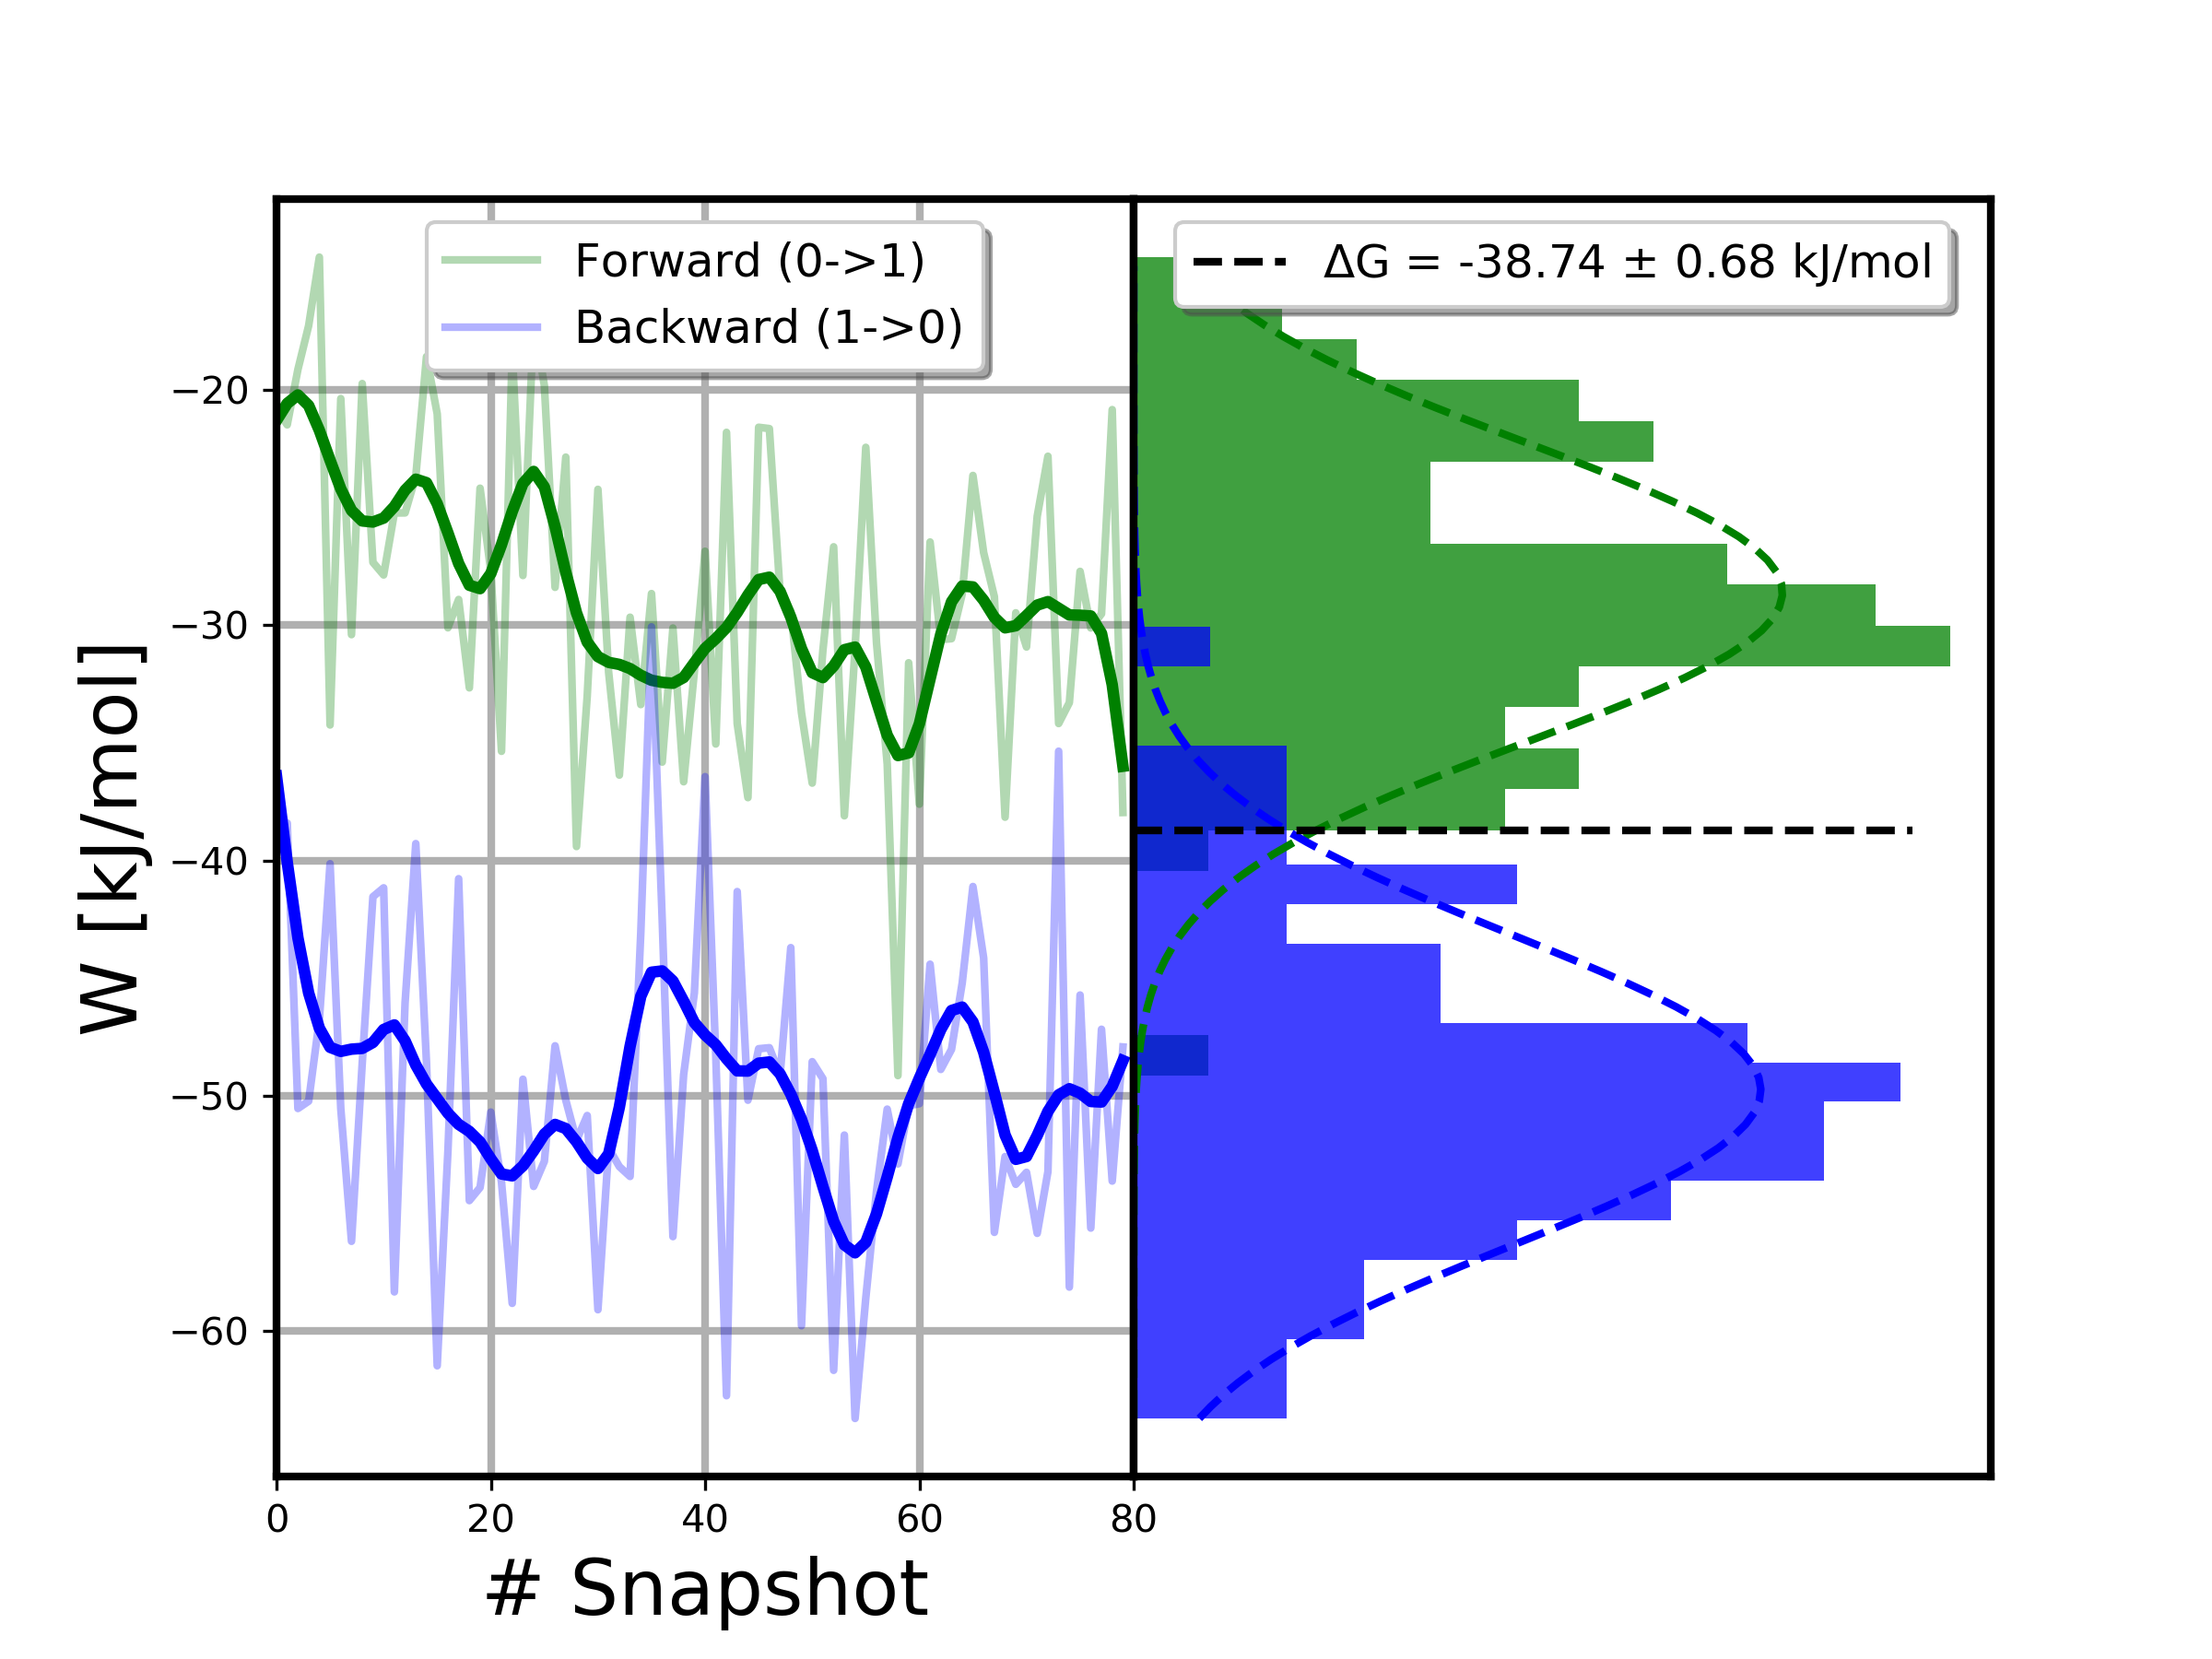 Forward (0->1)
Backward (1->0)
ΔG = -38.74 ± 0.68 kJ/mol
W [kJ/mol]
−20
−30
−40
−50
−60
0 20 40 60 80
# Snapshot